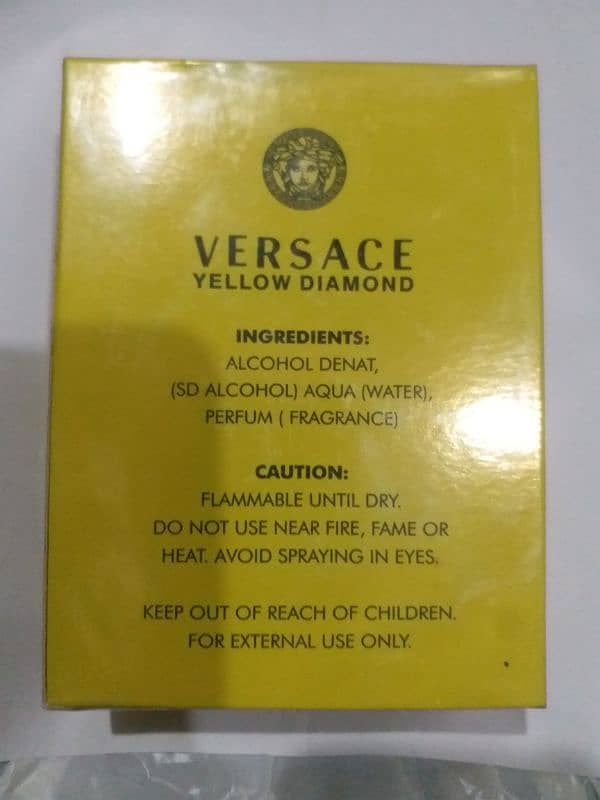 VERSACE
YELLOW DIAMOND
INGREDIENTS:
ALCOHOL DENAT,
(SD ALCOHOL) AQUA (WATER),
PERFUM ( FRAGRANCE)
CAUTION:
FLAMMABLE UNTIL DRY.
DO NOT USE NEAR FIRE, FAME OR
HEAT. AVOID SPRAYING IN EYES.
KEEP OUT OF REACH OF CHILDREN.
FOR EXTERNAL USE ONLY.